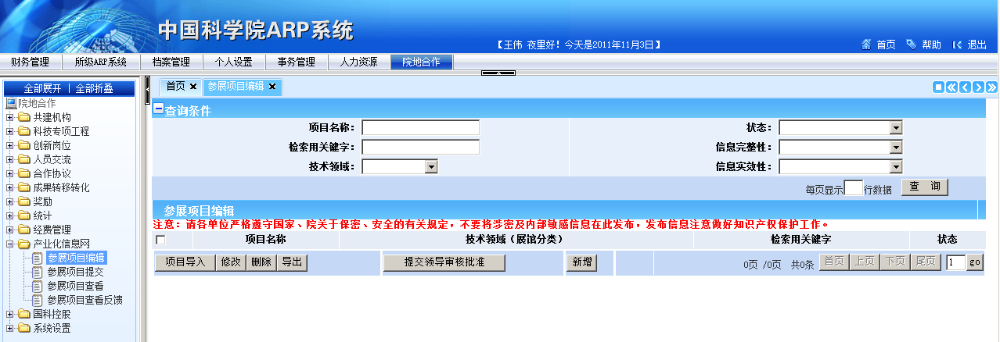 中国科学院ARP系统
【王伟 夜里好！今天是2011年11月3日】
首页 帮助 退出
财务管理 所级ARP系统 档案管理 个人设置 事务管理 人力资源 院地合作
全部展开 | 全部折叠
院地合作
共建机构
科技专项工程
创新岗位
人员交流
合作协议
成果转移转化
奖励
统计
经费管理
产业化信息网
参展项目编辑
参展项目提交
参展项目查看
参展项目查看反馈
国科控股
系统设置
首页 参展项目编辑
查询条件
项目名称： 状态：
检索用关键字： 信息完整性：
技术领域： 信息实效性：
每页显示 行数据 查 询
参展项目编辑
注意：请各单位严格遵守国家、院关于保密、安全的有关规定，不要将涉密及内部敏感信息在此发布，发布信息注意做好知识产权保护工作。
项目名称 技术领域（展馆分类） 检索用关键字 状态
项目导入 修改 删除 导出 提交领导审核批准 新增 0页 /0页 共0条 首页 上页 下页 尾页 1 go